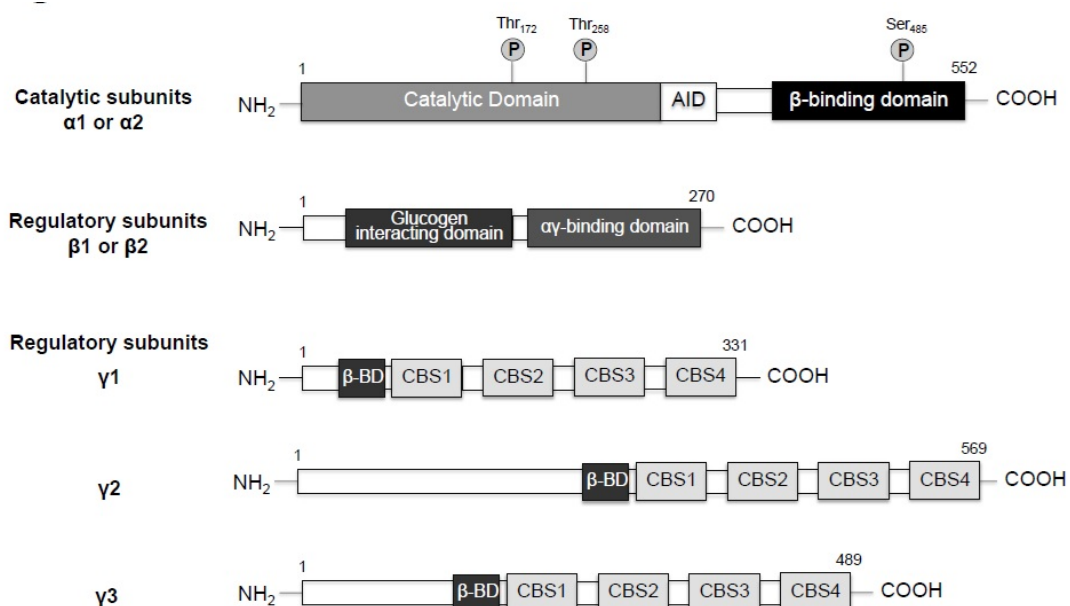 Thr172 Thr258 Ser485
P P P
1 552
Catalytic subunits
α1 or α2
NH2 Catalytic Domain AID β-binding domain COOH
1 270
Regulatory subunits
β1 or β2
NH2 Glucogen
interacting domain αγ-binding domain COOH
Regulatory subunits
γ1
1 331
NH2 β-BD CBS1 CBS2 CBS3 CBS4 COOH
1 569
γ2 NH2 β-BD CBS1 CBS2 CBS3 CBS4 COOH
1 489
γ3 NH2 β-BD CBS1 CBS2 CBS3 CBS4 COOH